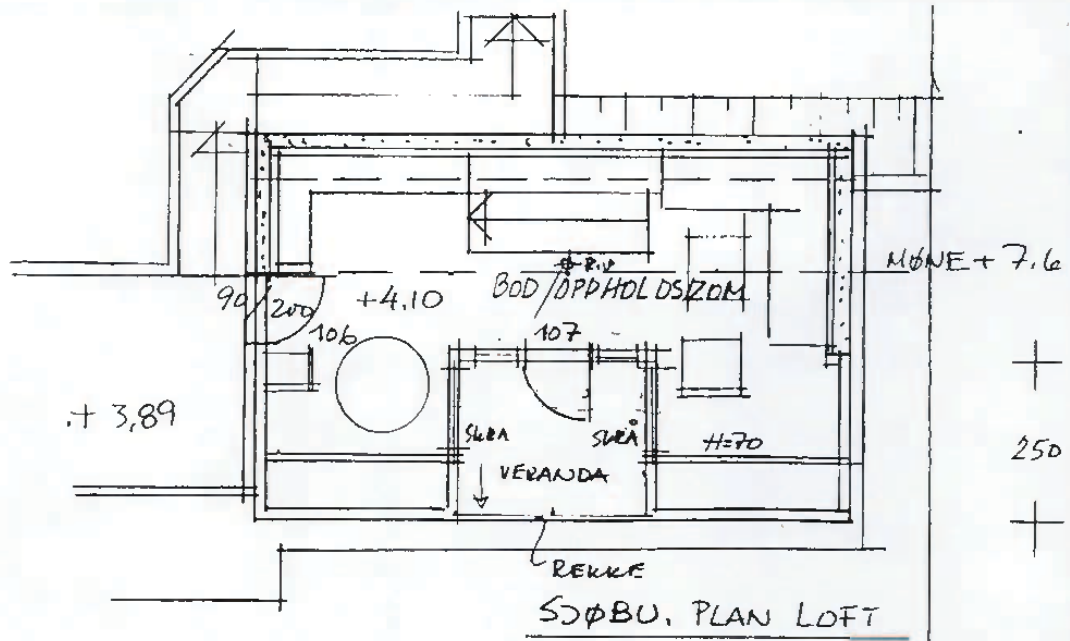 MØNE + 7.6
90
200
+4.10
BOD/OPPHOLDSROM
106
107
+ 3,89
SKRÅ
SKRÅ
H=70
250
VERANDA
REKKE
SJØBU. PLAN LOFT